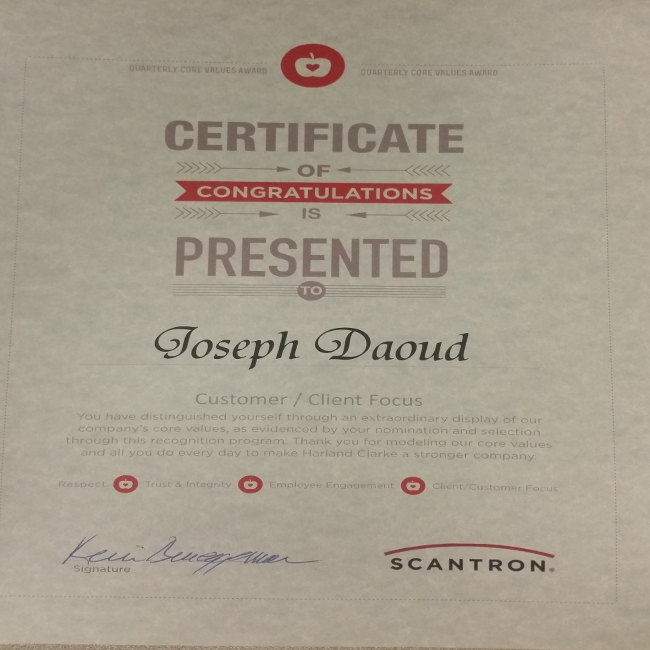 QUARTERLY CORE VALUES AWARD QUARTERLY CORE VALUES AWARD
CERTIFICATE
OF
CONGRATULATIONS
IS
PRESENTED
TO
Joseph Daoud
Customer / Client Focus
You have distinguished yourself through an extraordinary display of our
company's core values, as evidenced by your nomination and selection
through this recognition program. Thank you for modeling our core values
and all you do every day to make Harland Clarke a stronger company.
Respect Trust & Integrity Employee Engagement Client/Customer Focus
Signature
SCANTRON®